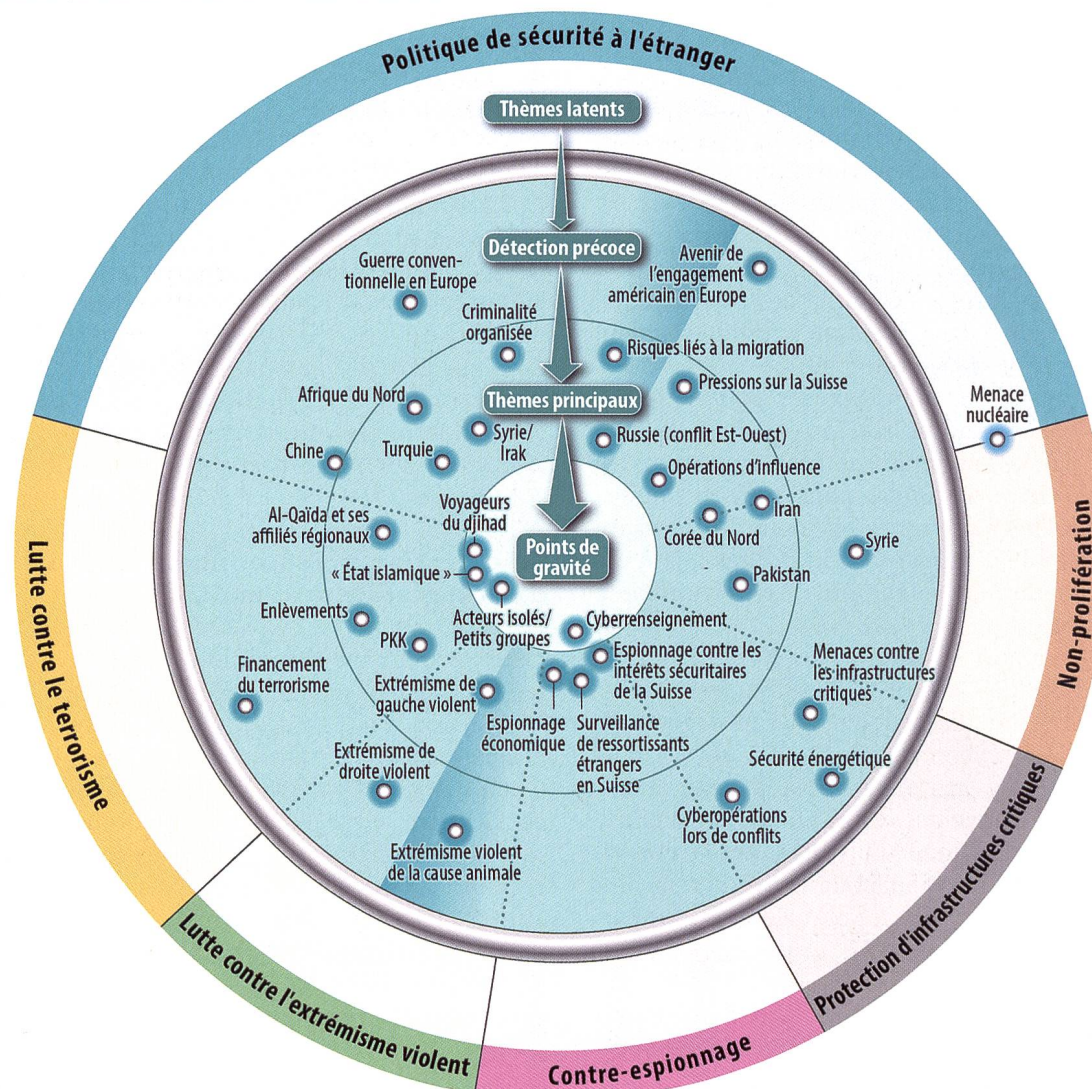 Politique de sécurité à l'étranger
Thèmes latents
Détection précoce
Guerre conven-
tionnelle en Europe
Avenir de
l'engagement
américain en Europe
Criminalité
organisée
Risques liés à la migration
Pressions sur la Suisse
Thèmes principaux
Menace
nucléaire
Afrique du Nord
Syrie/
Irak
Russie (conflit Est-Ouest)
Chine
Turquie
Opérations d'influence
Voyageurs
du djihad
Iran
Al-Qaïda et ses
affiliés régionaux
Corée du Nord
Syrie
Points de
gravité
« État islamique »
Pakistan
Enlèvements
Acteurs isolés/
Petits groupes
Cyberrenseignement
PKK
Espionnage contre les
intérêts sécuritaires
de la Suisse
Menaces contre
les infrastructures
critiques
Financement
du terrorisme
Extrémisme de
gauche violent
Espionnage
économique
Surveillance
de ressortissants
étrangers
en Suisse
Extrémisme de
droite violent
Sécurité énergétique
Cyberopérations
lors de conflits
Extrémisme violent
de la cause animale
Lutte contre le terrorisme
Non-prolifération
Protection d'infrastructures critiques
Lutte contre l'extrémisme violent
Contre-espionnage